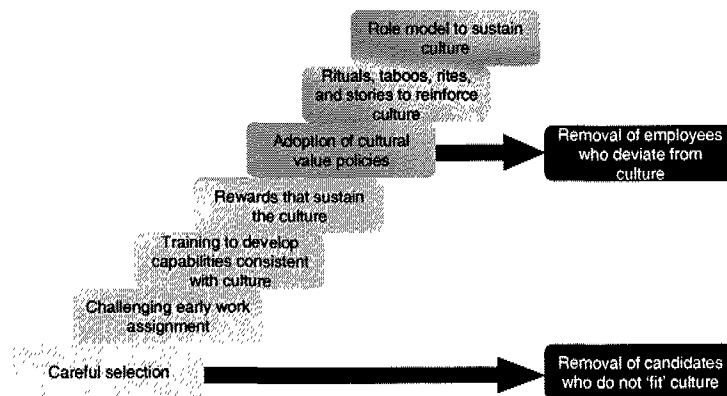 Role model to sustain
culture
Rituals, taboos, rites,
and stories to reinforce
culture
Adoption of cultural
value policies
Removal of employees
who deviate from
culture
Rewards that sustain
the culture
Training to develop
capabilities consistent
with culture
Challenging early work
assignment
Careful selection
Removal of candidates
who do not 'fit' culture